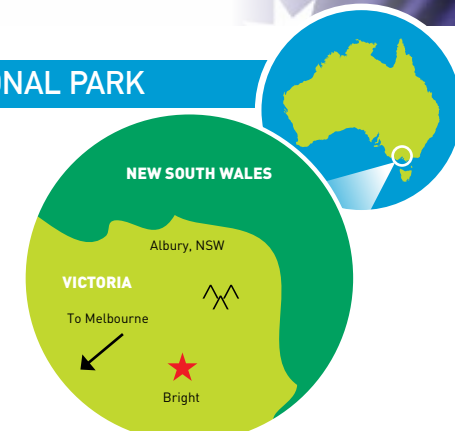 ONAL PARK
NEW SOUTH WALES
Albury, NSW
VICTORIA
To Melbourne
Bright